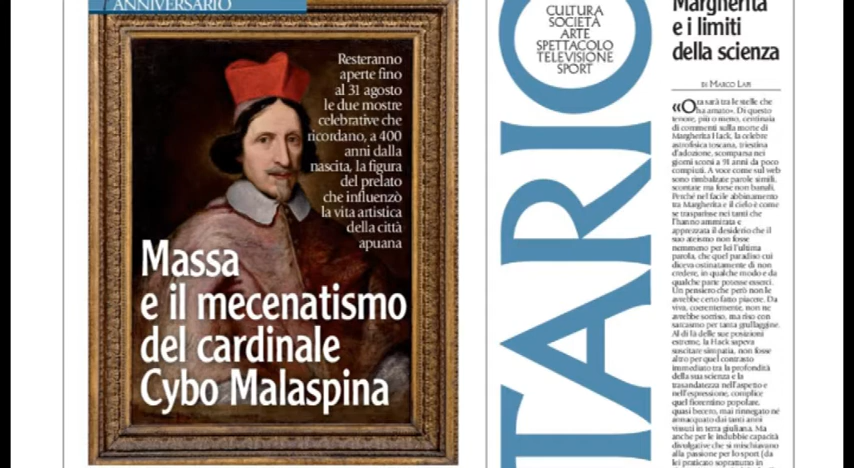 ANNIVERSARIO
Resteranno
aperte fino
al 31 agosto
le due mostre
celebrative che
ricordano, a 400
anni dalla
nascita, la figura
del prelato
che influenzò
la vita artistica
della città
apuana
Massa
e il mecenatismo
del cardinale
Cybo Malaspina
TARIO
CULTURA
SOCIETÀ
ARTE
SPETTACOLO
TELEVISIONE
SPORT
Margherita
e i limiti
della scienza
DI MARCO LAPI
«Ora sarà tra le stelle che
ha amato». Di questo
tenore, più o meno, centinaia
di commenti sulla morte di
Margherita Hack, la celebre
astrofisica toscana, triestina
d'adozione, scomparsa nei
giorni scorsi a 91 anni da poco
compiuti. A voce come sul web
sono rimbalzate parole simili,
scontate ma forse non banali.
Perché nel facile abbinamento
tra Margherita e il cielo è come
se trasparisse nei tanti che
l'hanno ammirata e
apprezzata il desiderio che il
suo ateismo non fosse
nemmeno per lei l'ultima
parola, che quel paradiso cui
diceva ostinatamente di non
credere, in qualche modo e da
qualche parte potesse esserci.
Un pensiero che però non le
avrebbe certo fatto piacere. Da
viva, coerentemente, non ne
avrebbe sorriso, ma riso con
sarcasmo per tanta grullaggine.
Al di là delle sue posizioni
estreme, la Hack sapeva
suscitare simpatia, non fosse
altro per quel contrasto
immediato tra la profondità
della sua scienza e la
trasandatezza nell'aspetto e
nell'espressione, complice
quel fiorentino popolare,
quasi becero, mai rinnegato né
annacquato dai tanti anni
vissuti in terra giuliana. Ma
anche per le indubbie capacità
divulgative che si mischiavano
alla passione per lo sport (da
lei praticato soprattutto in